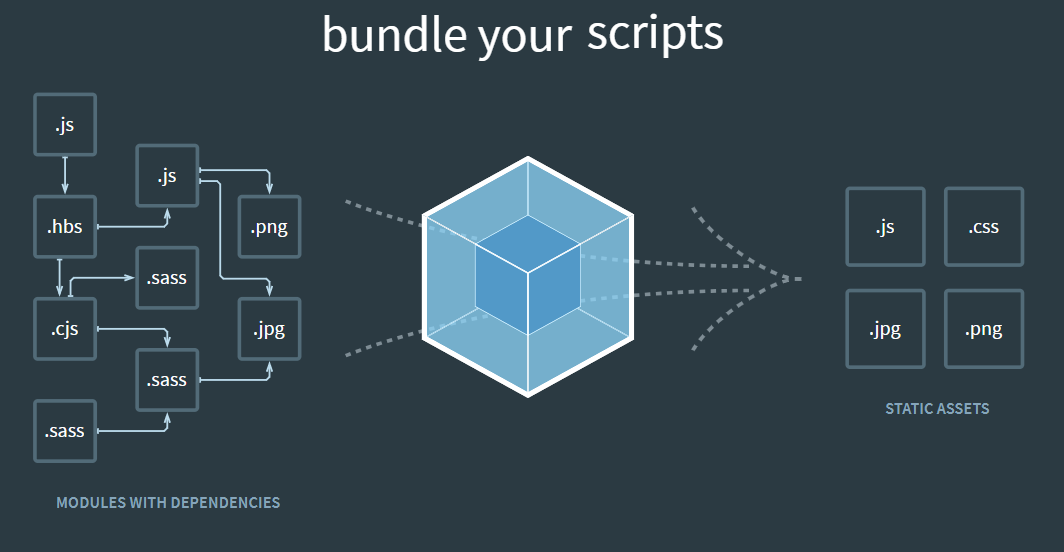 bundle your scripts
.js
.js
.hbs
.png
.sass
.cjs
.jpg
.sass
.sass
MODULES WITH DEPENDENCIES
.js
.css
.jpg
.png
STATIC ASSETS